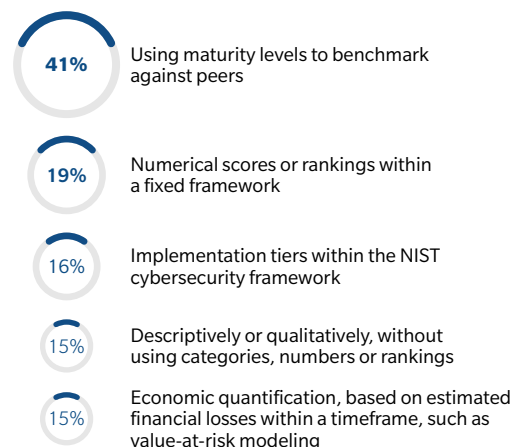 41%
Using maturity levels to benchmark
against peers
19%
Numerical scores or rankings within
a fixed framework
16%
Implementation tiers within the NIST
cybersecurity framework
15%
Descriptively or qualitatively, without
using categories, numbers or rankings
15%
Economic quantification, based on estimated
financial losses within a timeframe, such as
value-at-risk modeling